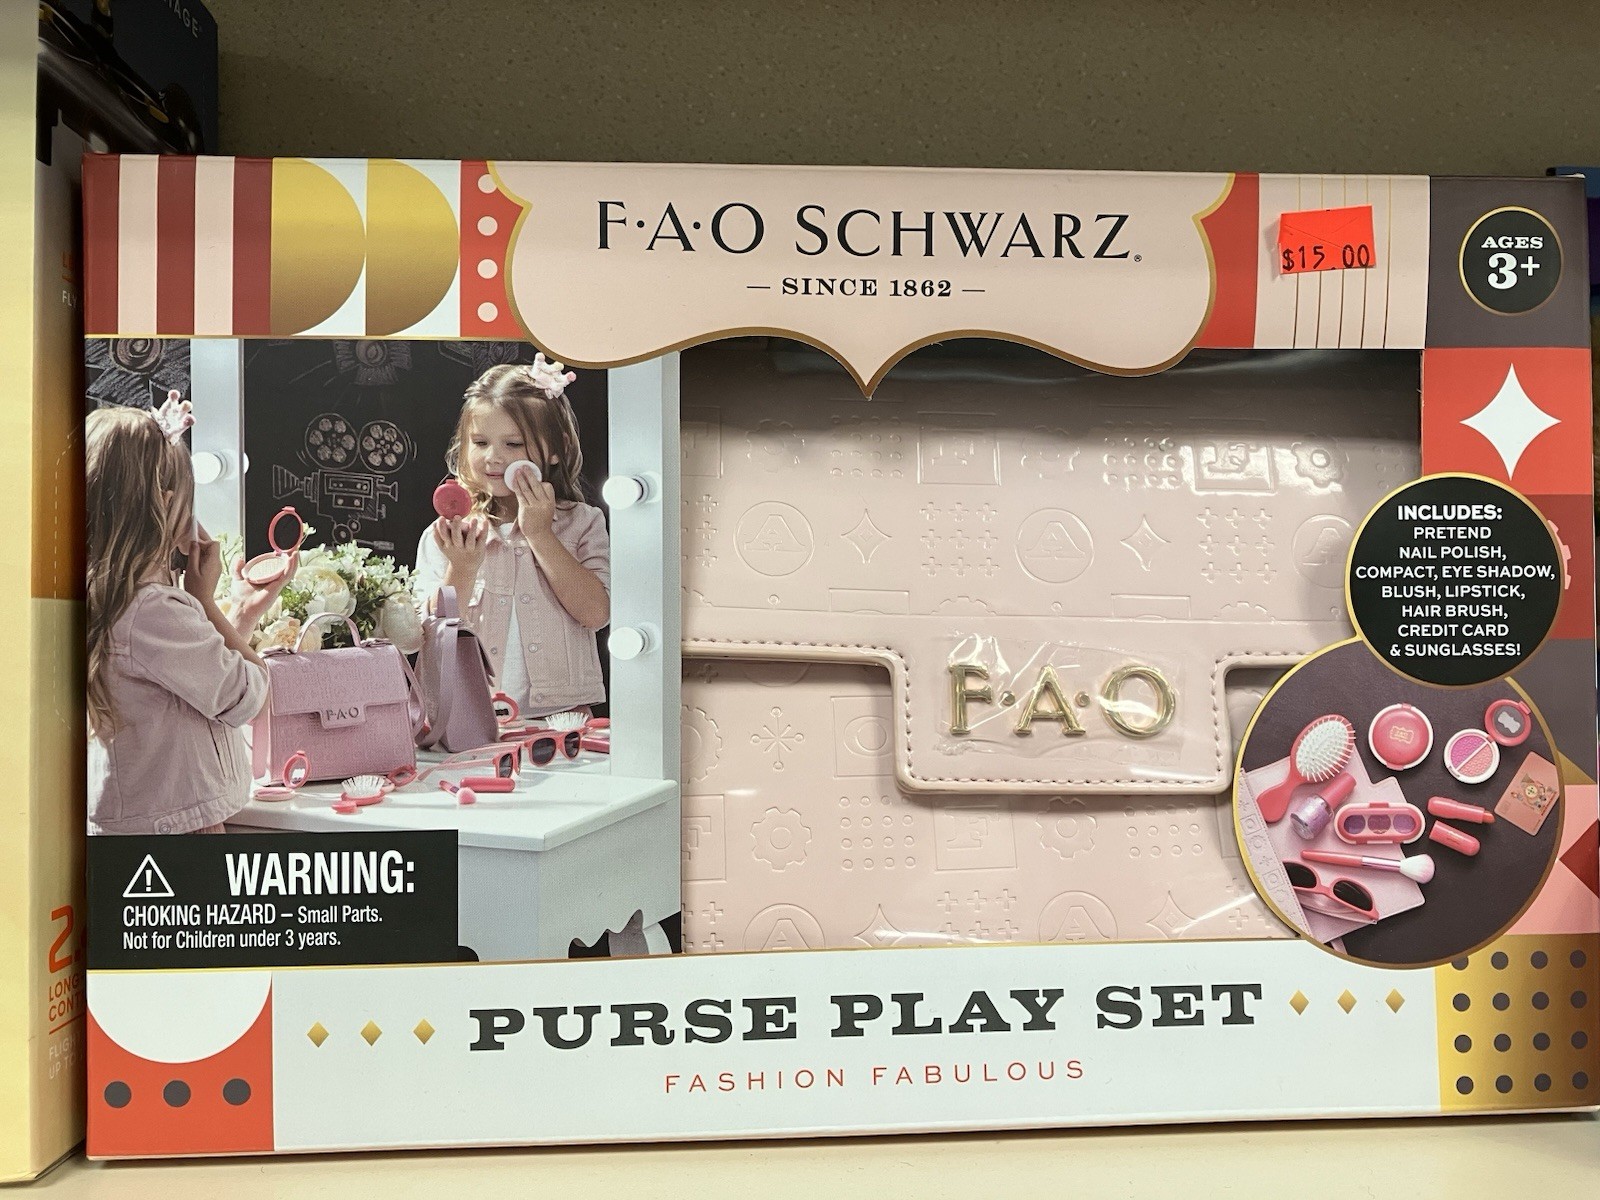 F·A·O SCHWARZ®
— SINCE 1862 —
$15.00
AGES
3+
INCLUDES:
PRETEND
NAIL POLISH,
COMPACT, EYE SHADOW,
BLUSH, LIPSTICK,
HAIR BRUSH,
CREDIT CARD
& SUNGLASSES!
F·A·O
F·A·O
WARNING:
CHOKING HAZARD – Small Parts.
Not for Children under 3 years.
PURSE PLAY SET
FASHION FABULOUS